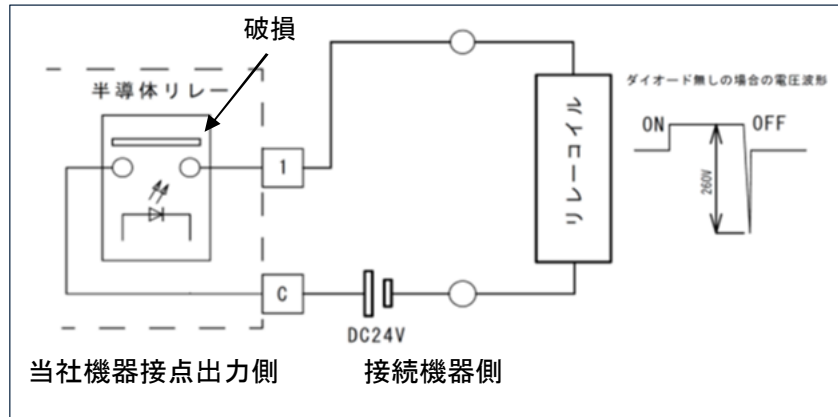 破損
半導体リレー
1
C
DC24V
当社機器接点出力側
接続機器側
リレーコイル
ダイオード無しの場合の電圧波形
ON
OFF
260V